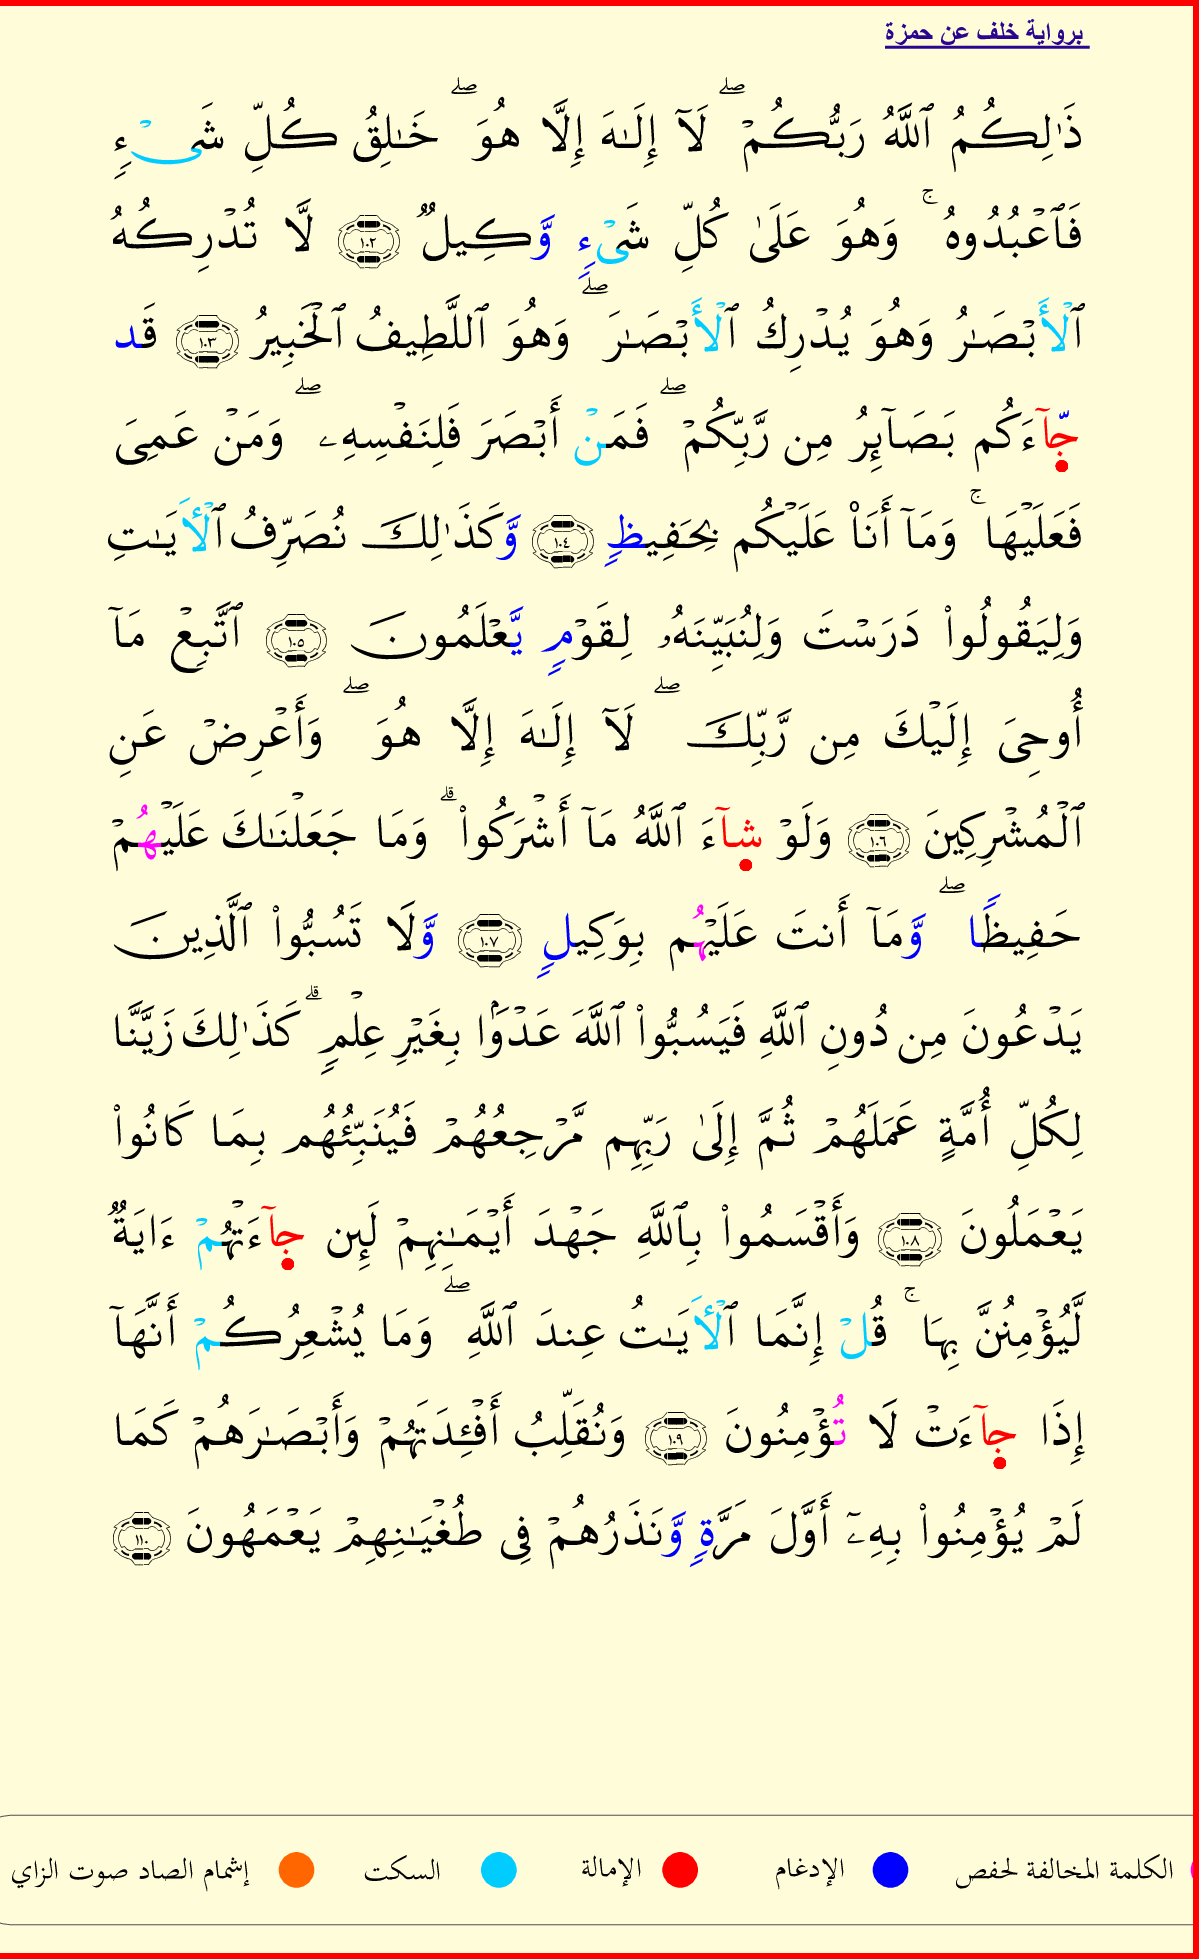 برواية خلف عن حمزة
ذَٰلِكُمُ ٱللَّهُ رَبُّكُمْۖ لَآ إِلَـٰهَ إِلَّا هُوَۖ خَـٰلِقُ كُلِّ شَىْءٍ
فَٱعْبُدُوهُۚ وَهُوَ عَلَىٰ كُلِّ شَىْءٍ وَّكِيلٌ ١٠٢ لَّا تُدْرِكُهُ
ٱلْأَبْصَـٰرُ وَهُوَ يُدْرِكُ ٱلْأَبْصَـٰرَۖ وَهُوَ ٱللَّطِيفُ ٱلْخَبِيرُ ١٠٣ قَد
جَّآءَكُم بَصَآئِرُ مِن رَّبِّكُمْۖ فَمَنْ أَبْصَرَ فَلِنَفْسِهِۦۖ وَمَنْ عَمِىَ
فَعَلَيْهَاۚ وَمَآ أَنَا۠ عَلَيْكُم بِحَفِيظٍ ١٠٤ وَّكَذَٰلِكَ نُصَرِّفُ ٱلْأَيَـٰتِ
وَلِيَقُولُوا۟ دَرَسْتَ وَلِنُبَيِّنَهُۥ لِقَوْمٍ يَّعْلَمُونَ ١٠٥ ٱتَّبِعْ مَآ
أُوحِىَ إِلَيْكَ مِن رَّبِّكَۖ لَآ إِلَـٰهَ إِلَّا هُوَۖ وَأَعْرِضْ عَنِ
ٱلْمُشْرِكِينَ ١٠٦ وَلَوْ شَآءَ ٱللَّهُ مَآ أَشْرَكُوا۟ۗ وَمَا جَعَلْنَـٰكَ عَلَيْهُمْ
حَفِيظًاۖ وَّمَآ أَنتَ عَلَيْهُم بِوَكِيلٍ ١٠٧ وَّلَا تَسُبُّوا۟ ٱلَّذِينَ
يَدْعُونَ مِن دُونِ ٱللَّهِ فَيَسُبُّوا۟ ٱللَّهَ عَدْوَۢا بِغَيْرِ عِلْمٍۗ كَذَٰلِكَ زَيَّنَّا
لِكُلِّ أُمَّةٍ عَمَلَهُمْ ثُمَّ إِلَىٰ رَبِّهِم مَّرْجِعُهُمْ فَيُنَبِّئُهُم بِمَا كَانُوا۟
يَعْمَلُونَ ١٠٨ وَأَقْسَمُوا۟ بِٱللَّهِ جَهْدَ أَيْمَـٰنِهِمْ لَئِن جَآءَتْهُمْ ءَايَةٌ
لَّيُؤْمِنُنَّ بِهَاۚ قُلْ إِنَّمَا ٱلْأَيَـٰتُ عِندَ ٱللَّهِۖ وَمَا يُشْعِرُكُمْ أَنَّهَآ
إِذَا جَآءَتْ لَا تُؤْمِنُونَ ١٠٩ وَنُقَلِّبُ أَفْـِٔدَتَهُمْ وَأَبْصَـٰرَهُمْ كَمَا
لَمْ يُؤْمِنُوا۟ بِهِۦٓ أَوَّلَ مَرَّةٍ وَّنَذَرُهُمْ فِى طُغْيَـٰنِهِمْ يَعْمَهُونَ ١١٠
الكلمة المخالفة لحفص الإدغام الإمالة السكت إشمام الصاد صوت الزاي